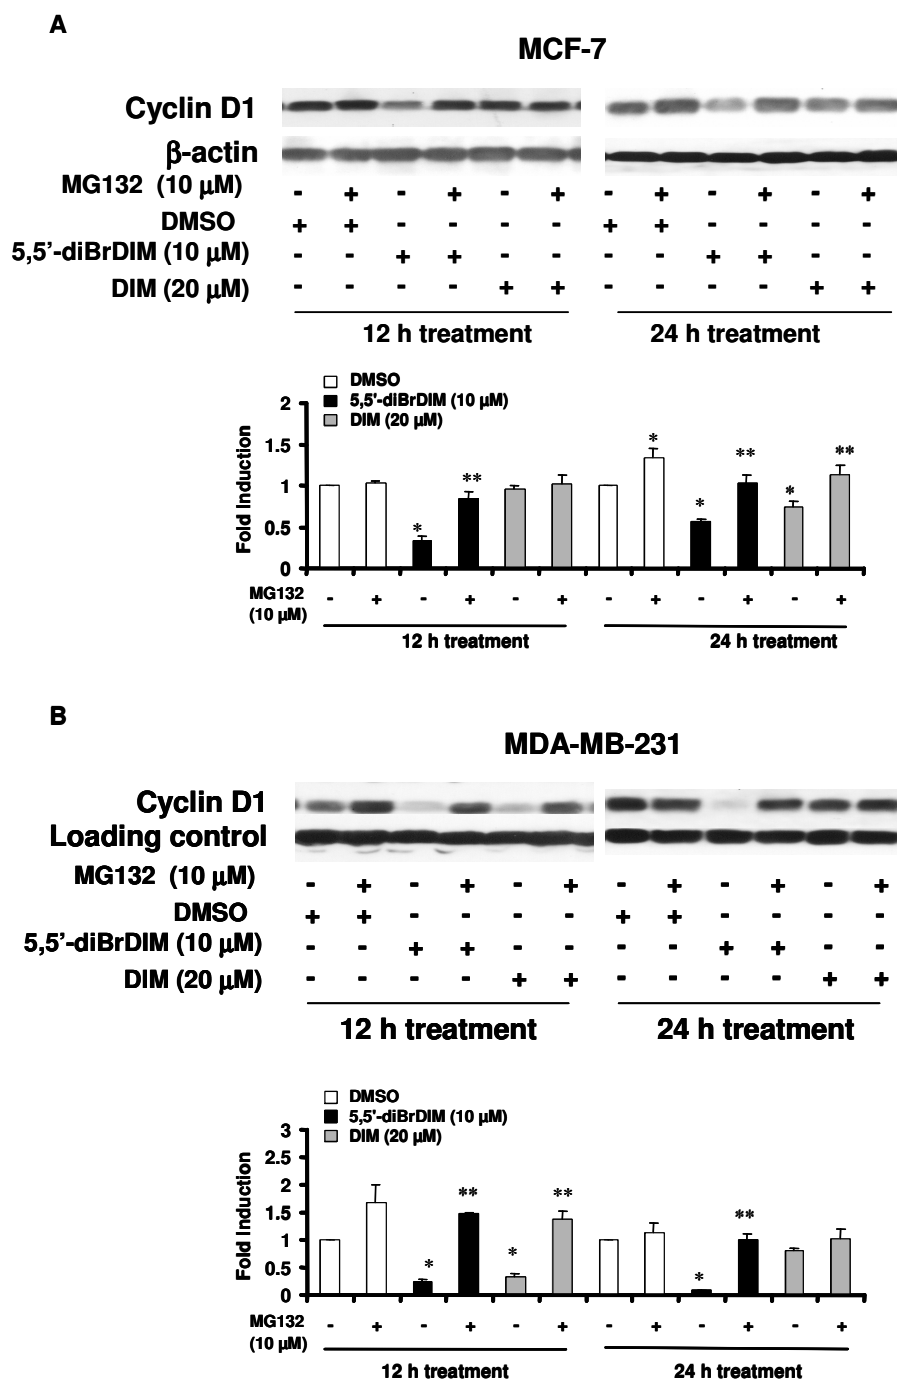 A
MCF-7
Cyclin D1
β-actin
MG132 (10 μM) - + - + - + - + - + - +
DMSO + + - - - - + + - - - -
5,5'-diBrDIM (10 μM) - - + + - - - - + + - -
DIM (20 μM) - - - - + + - - - - + +
12 h treatment 24 h treatment
DMSO
5,5'-diBrDIM (10 μM)
DIM (20 μM)
Fold Induction
2
1.5
1
0.5
0
* ** * * ** * **
MG132 - + - + - + - + - + - +
(10 μM)
12 h treatment 24 h treatment
B
MDA-MB-231
Cyclin D1
Loading control
MG132 (10 μM) - + - + - + - + - + - +
DMSO + + - - - - + + - - - -
5,5'-diBrDIM (10 μM) - - + + - - - - + + - -
DIM (20 μM) - - - - + + - - - - + +
12 h treatment 24 h treatment
DMSO
5,5'-diBrDIM (10 μM)
DIM (20 μM)
Fold Induction
3
2.5
2
1.5
1
0.5
0
* ** * ** * **
MG132 - + - + - + - + - + - +
(10 μM)
12 h treatment 24 h treatment